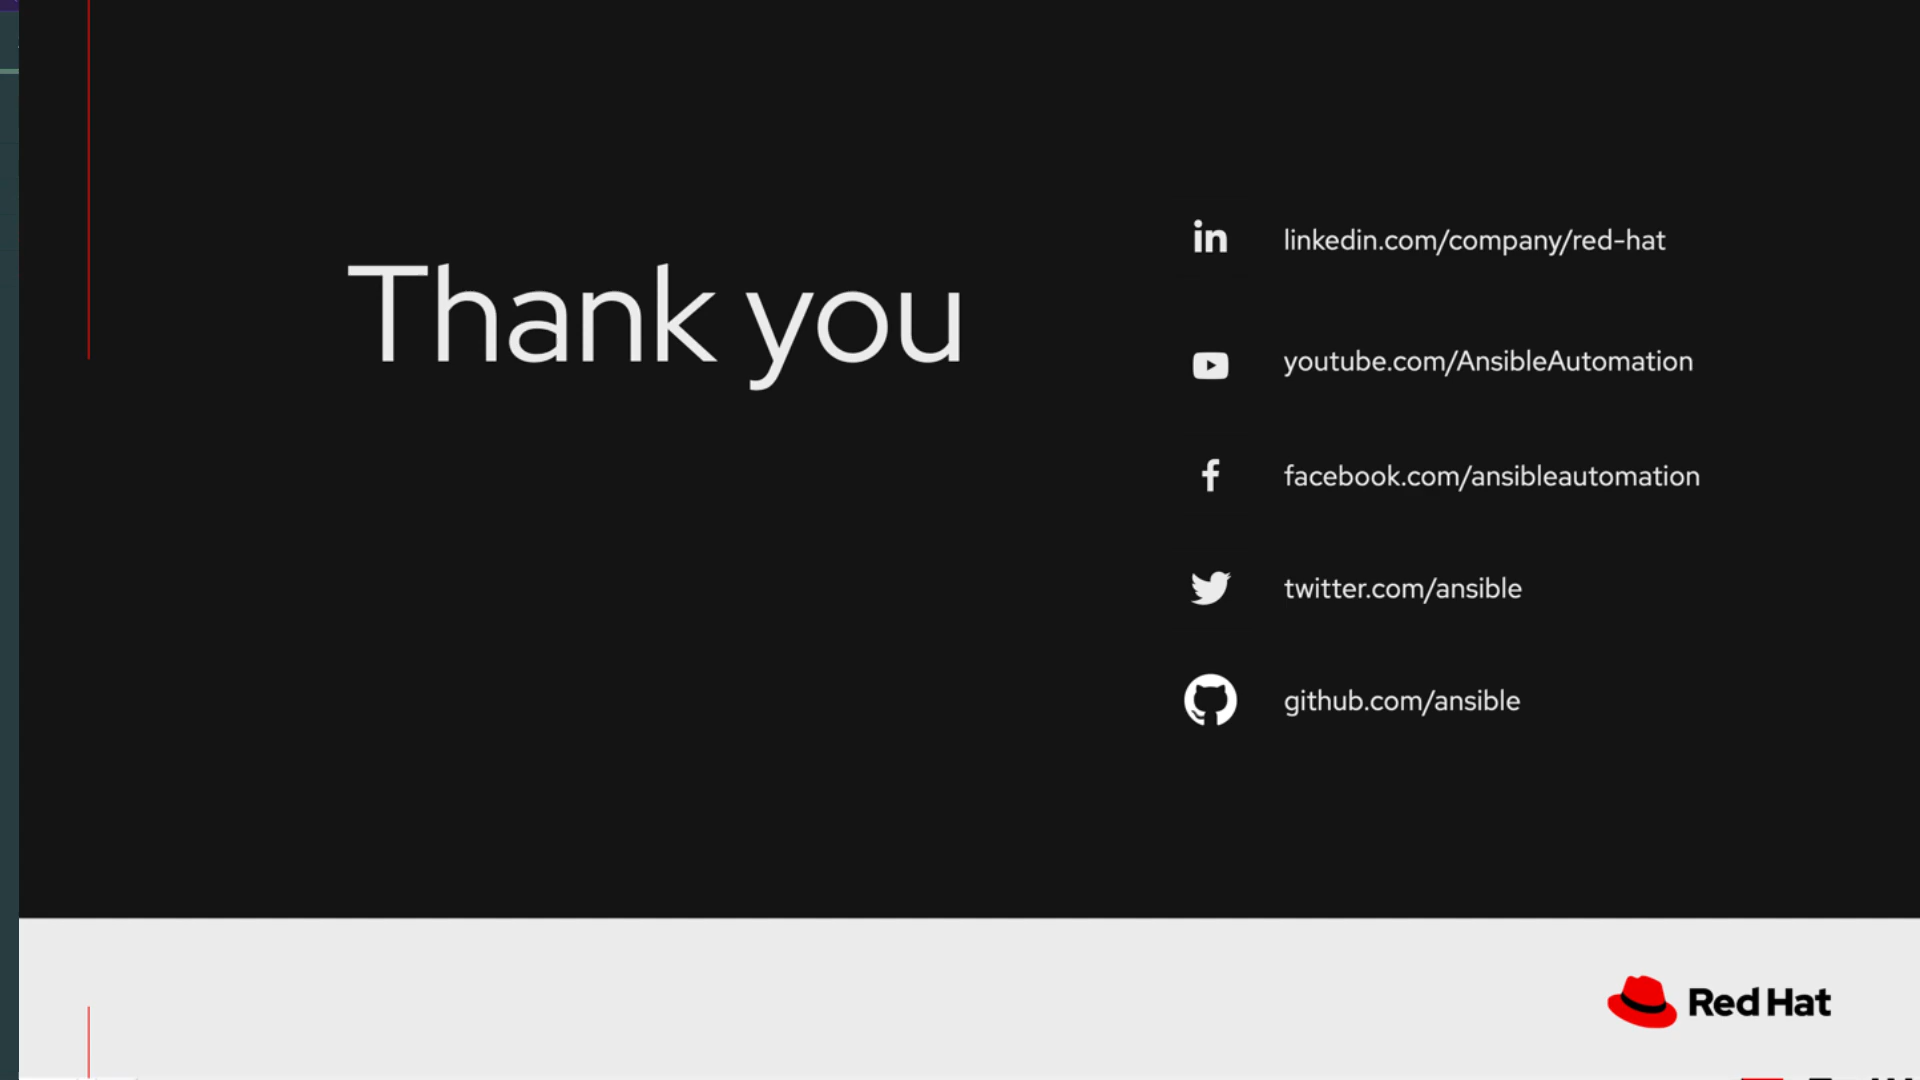 Thank you
linkedin.com/company/red-hat
youtube.com/AnsibleAutomation
facebook.com/ansibleautomation
twitter.com/ansible
github.com/ansible
Red Hat